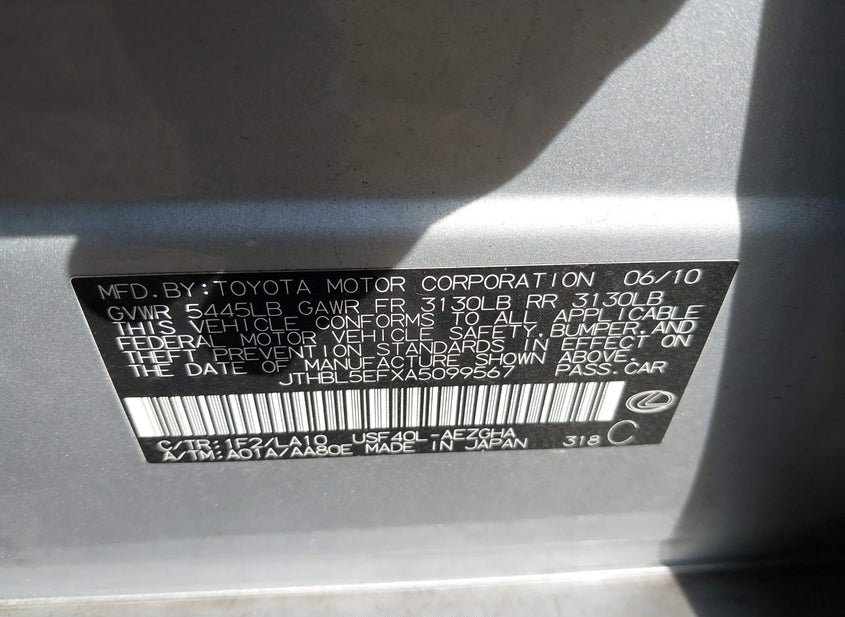 MFD. BY: TOYOTA MOTOR CORPORATION 06/10
GVWR 5445LB GAWR FR 3130LB RR 3130LB
THIS VEHICLE CONFORMS TO ALL APPLICABLE
FEDERAL MOTOR VEHICLE SAFETY, BUMPER, AND
THEFT PREVENTION STANDARDS IN EFFECT ON
THE DATE OF MANUFACTURE SHOWN ABOVE.
JTHBL5EFXA5099567 PASS. CAR
C/TR: 1F2/LA10 USF40L-AEZGHA
A/TM: A01A/AA80E MADE IN JAPAN 318 C